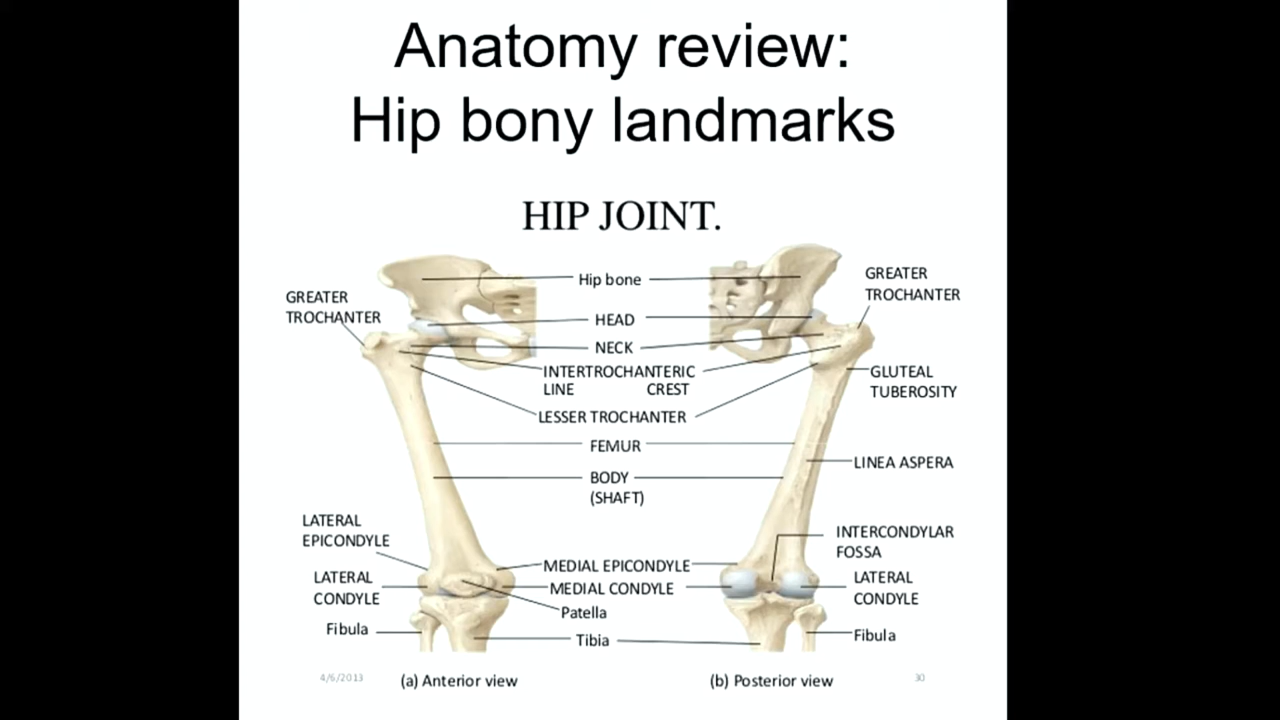 Anatomy review:
Hip bony landmarks
HIP JOINT.
Hip bone
GREATER
TROCHANTER
GREATER
TROCHANTER
HEAD
NECK
INTERTROCHANTERIC
LINE CREST
GLUTEAL
TUBEROSITY
LESSER TROCHANTER
FEMUR
LINEA ASPERA
BODY
(SHAFT)
LATERAL
EPICONDYLE
INTERCONDYLAR
FOSSA
MEDIAL EPICONDYLE
LATERAL
CONDYLE
MEDIAL CONDYLE
LATERAL
CONDYLE
Patella
Fibula
Tibia
Fibula
4/6/2013
(a) Anterior view
(b) Posterior view
30